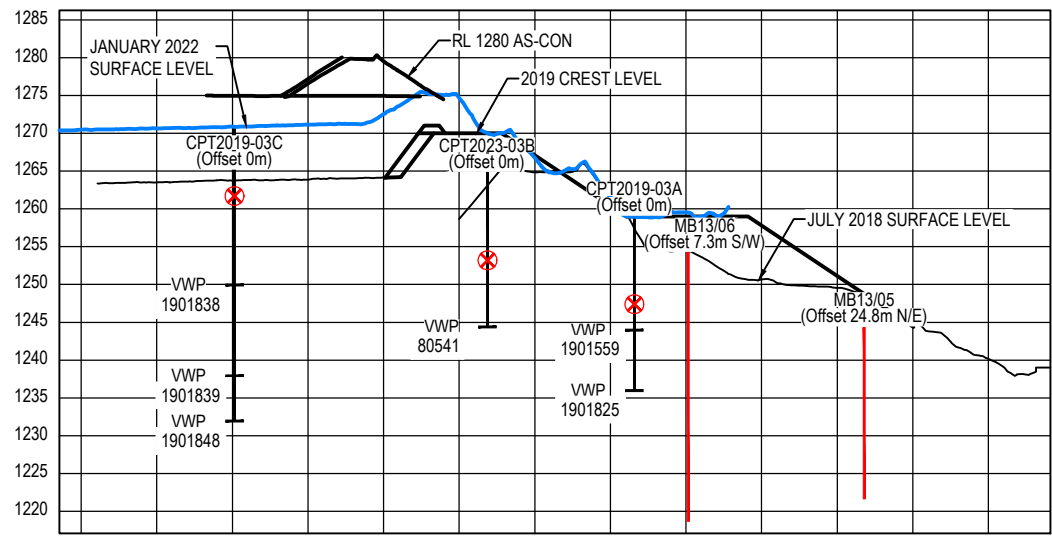 1285
1280
1275
1270
1265
1260
1255
1250
1245
1240
1235
1230
1225
1220
JANUARY 2022
SURFACE LEVEL
RL 1280 AS-CON
2019 CREST LEVEL
CPT2019-03C
(Offset 0m)
CPT2023-03B
(Offset 0m)
CPT2019-03A
(Offset 0m)
MB13/06
(Offset 7.3m S/W)
JULY 2018 SURFACE LEVEL
MB13/05
(Offset 24.8m N/E)
VWP
1901838
VWP
80541
VWP
1901559
VWP
1901839
VWP
1901825
VWP
1901848